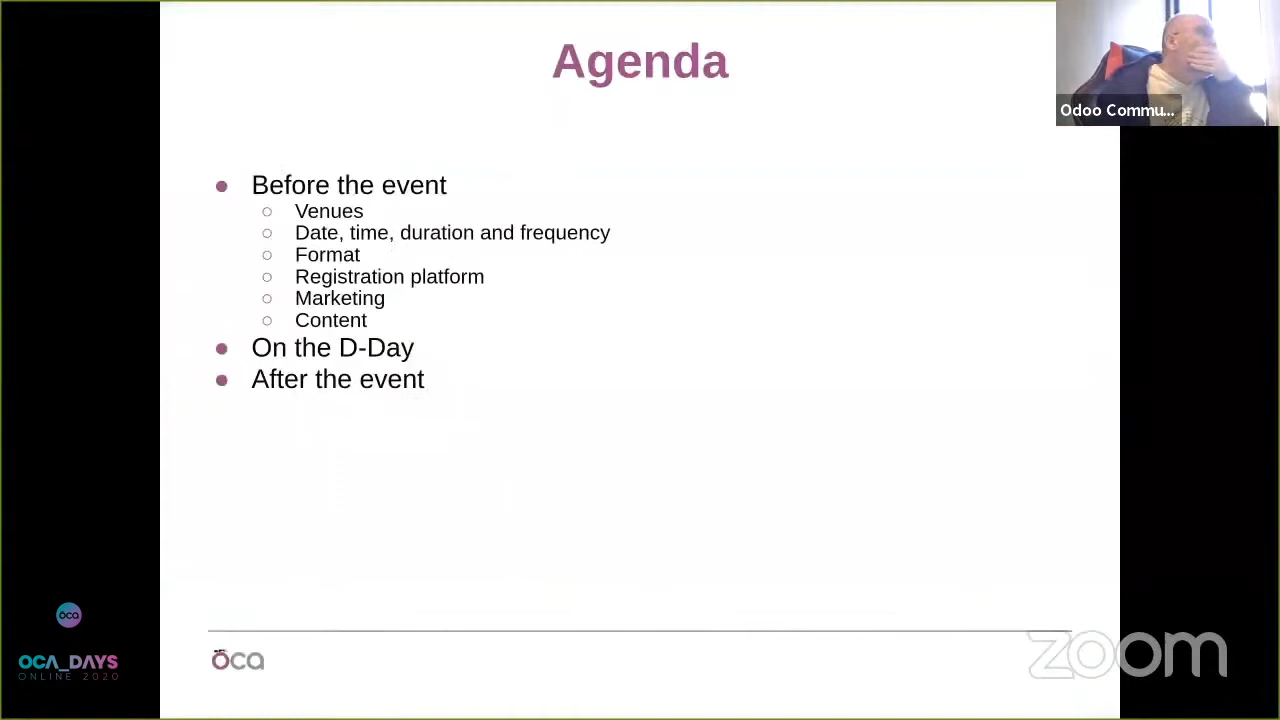 Agenda
Odoo Commu...
Before the event
Venues
Date, time, duration and frequency
Format
Registration platform
Marketing
Content
On the D-Day
After the event
oca
OCA_DAYS
ONLINE 2020
oca
zoom